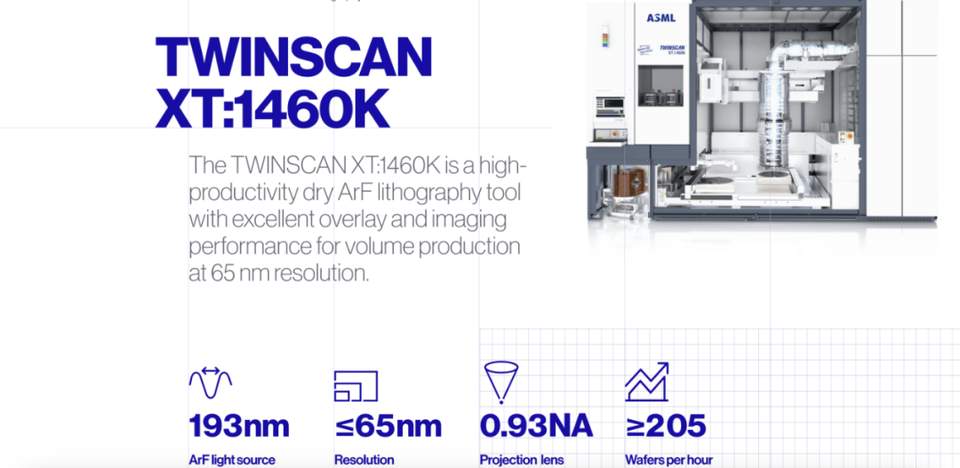 ASML
TWINSCAN
TWINSCAN
XT:1460K
The TWINSCAN XT:1460K is a high-
productivity dry ArF lithography tool
with excellent overlay and imaging
performance for volume production
at 65 nm resolution.
193nm
≤65nm
0.93NA
≥205
ArF light source
Resolution
Projection lens
Wafers per hour